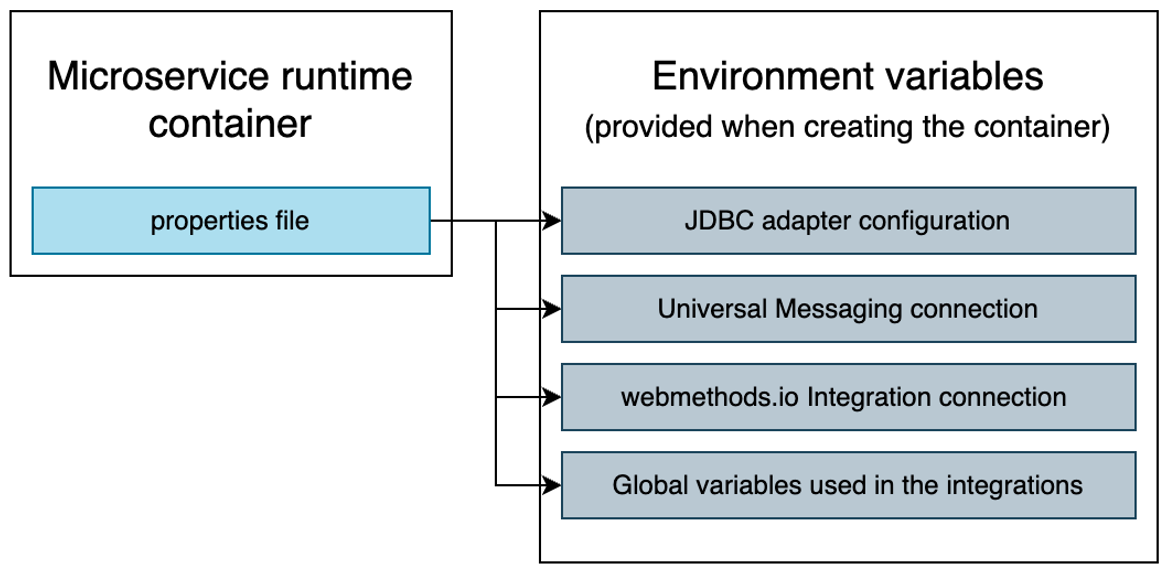 Microservice runtime
container
properties file
Environment variables
(provided when creating the container)
JDBC adapter configuration
Universal Messaging connection
webmethods.io Integration connection
Global variables used in the integrations